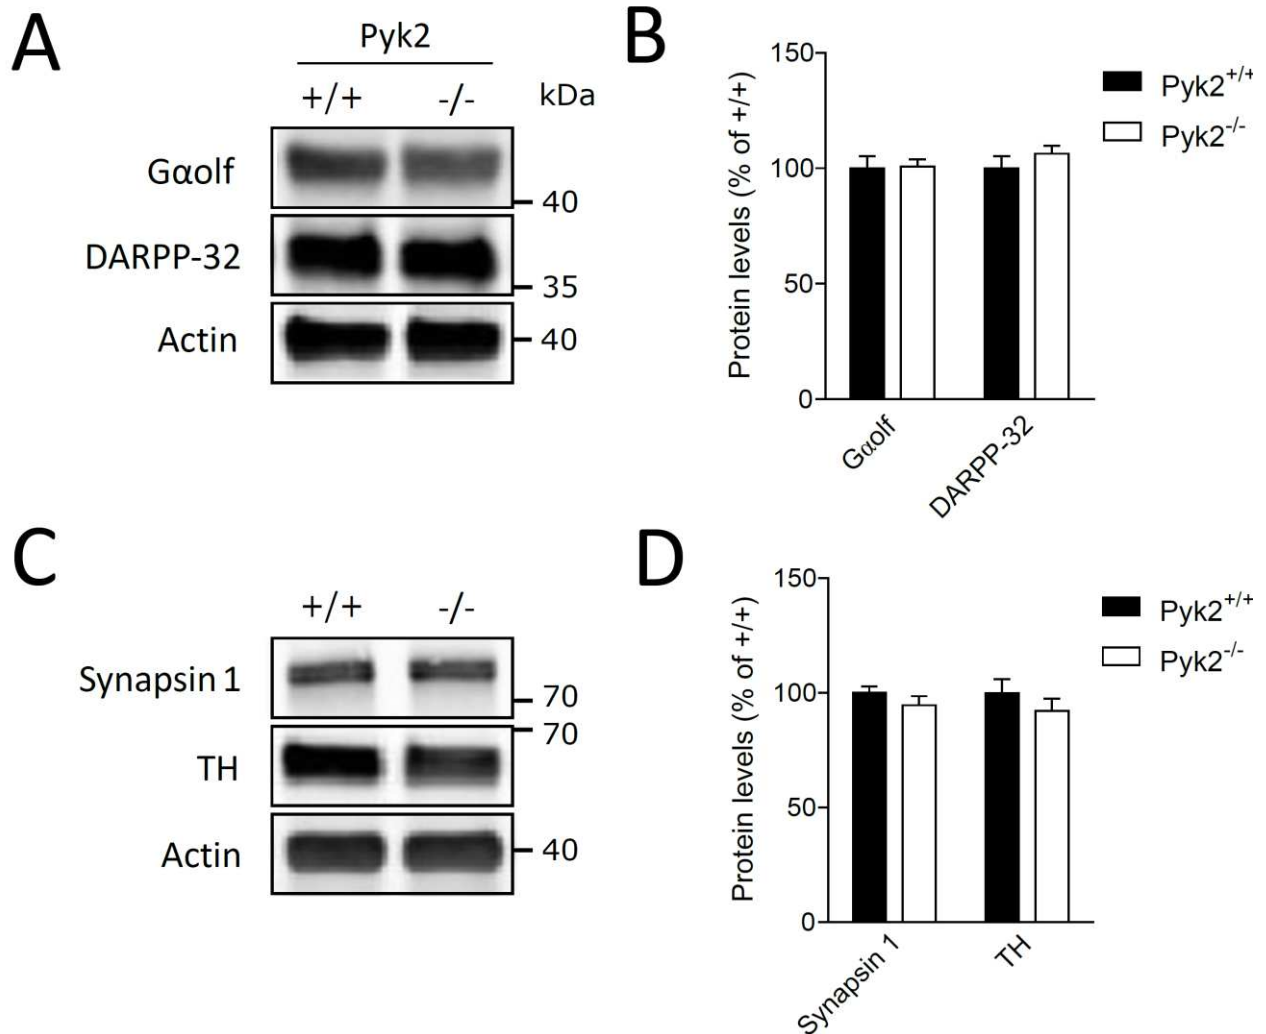 A
Pyk2
+/+ -/- kDa
Gαolf
40
DARPP-32
35
Actin
40
B
Protein levels (% of +/+)
150
100
50
0
Gαolf
DARPP-32
Pyk2+/+
Pyk2-/-
C
+/+ -/-
Synapsin 1
70
70
TH
Actin
40
D
Protein levels (% of +/+)
150
100
50
0
Synapsin 1
TH
Pyk2+/+
Pyk2-/-